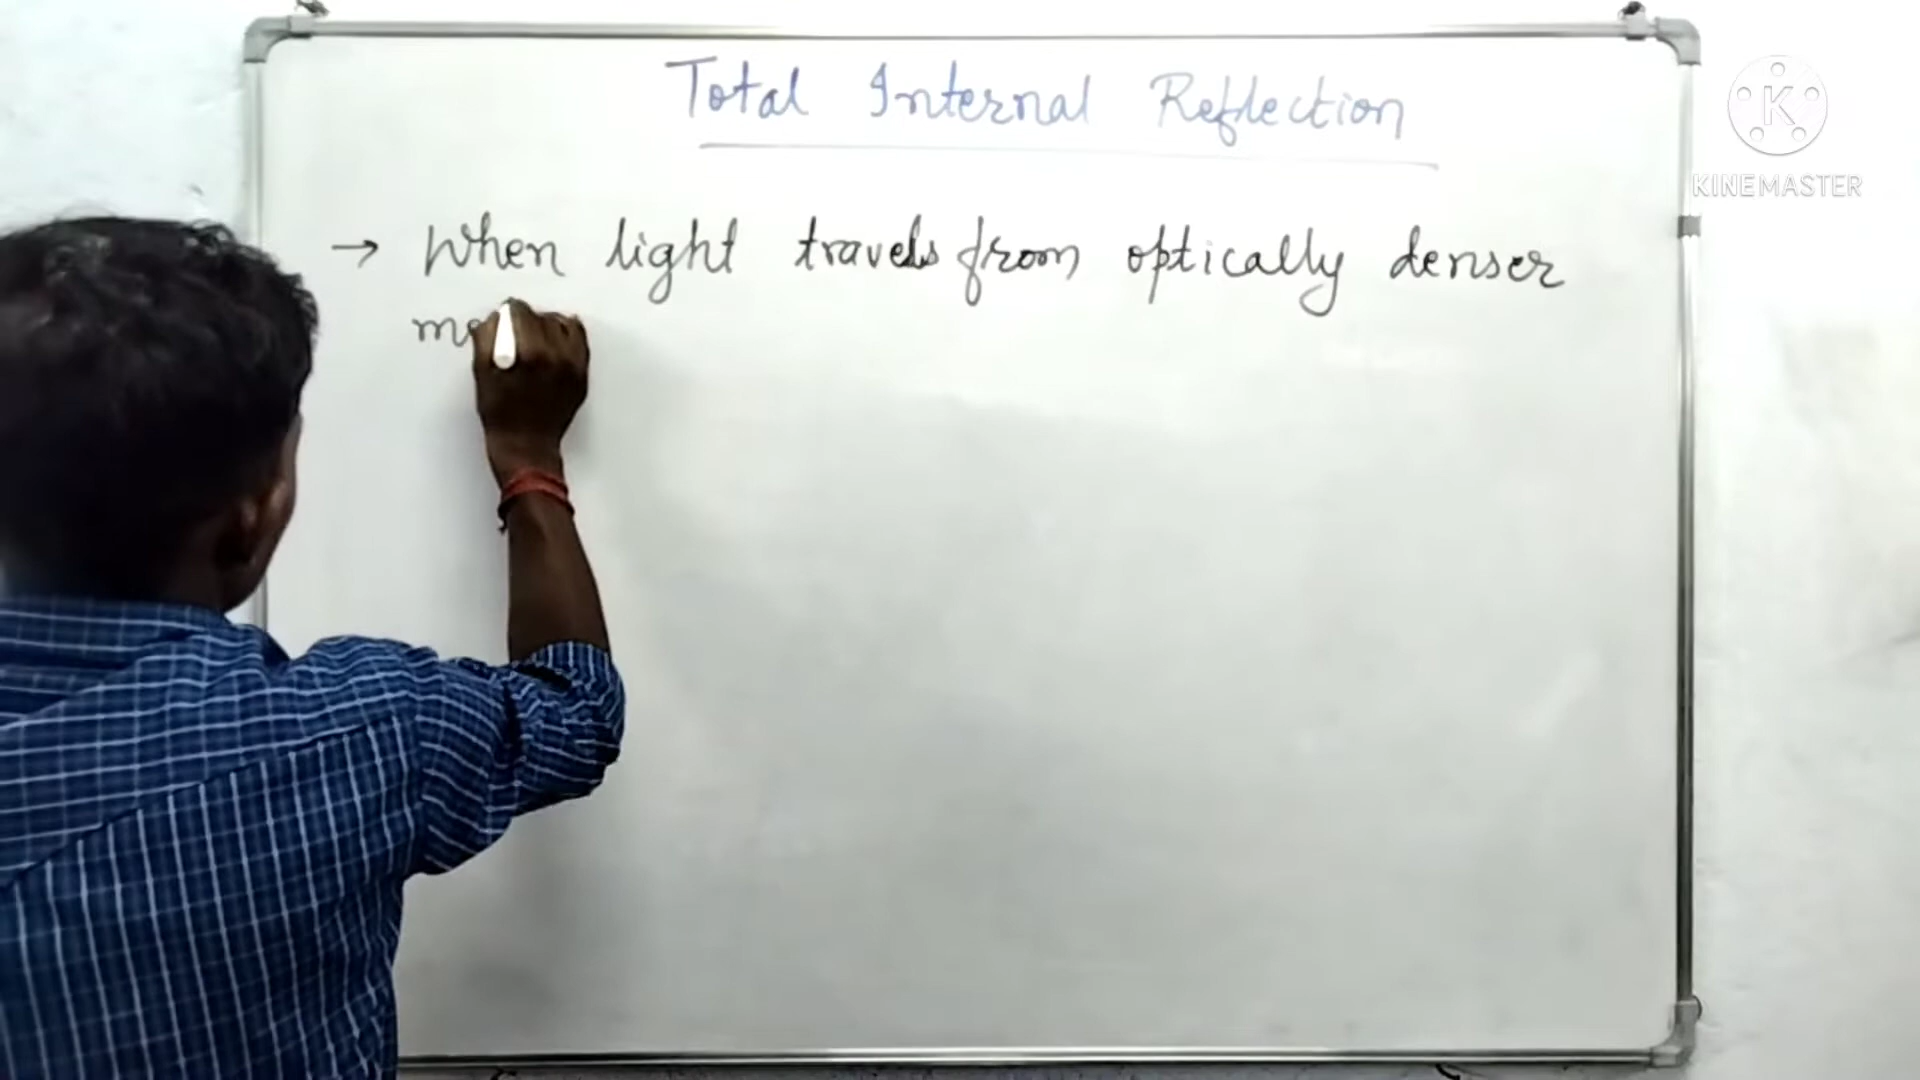 Total Internal Reflection
K
KINEMASTER
→ When light travels from optically denser